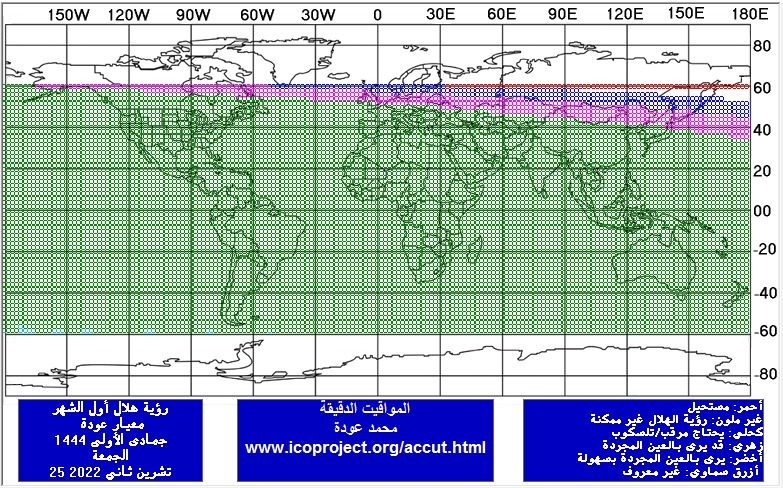 150W 120W 90W 60W 30W 0 30E 60E 90E 120E 150E 180E
80
60
40
20
00
-20
-40
-60
-80
رؤية هلال أول الشهر
معيار عودة
جمادى الأولى 1444
الجمعة
25 تشرين ثاني 2022
المواقيت الدقيقة
محمد عودة
www.icoproject.org/accut.html
أحمر: مستحيل
غير ملون: رؤية الهلال غير ممكنة
كحلي: يحتاج مرقب/تلسكوب
زهري: قد يرى بالعين المجردة
أخضر: يرى بالعين المجردة بسهولة
أزرق سماوي: غير معروف